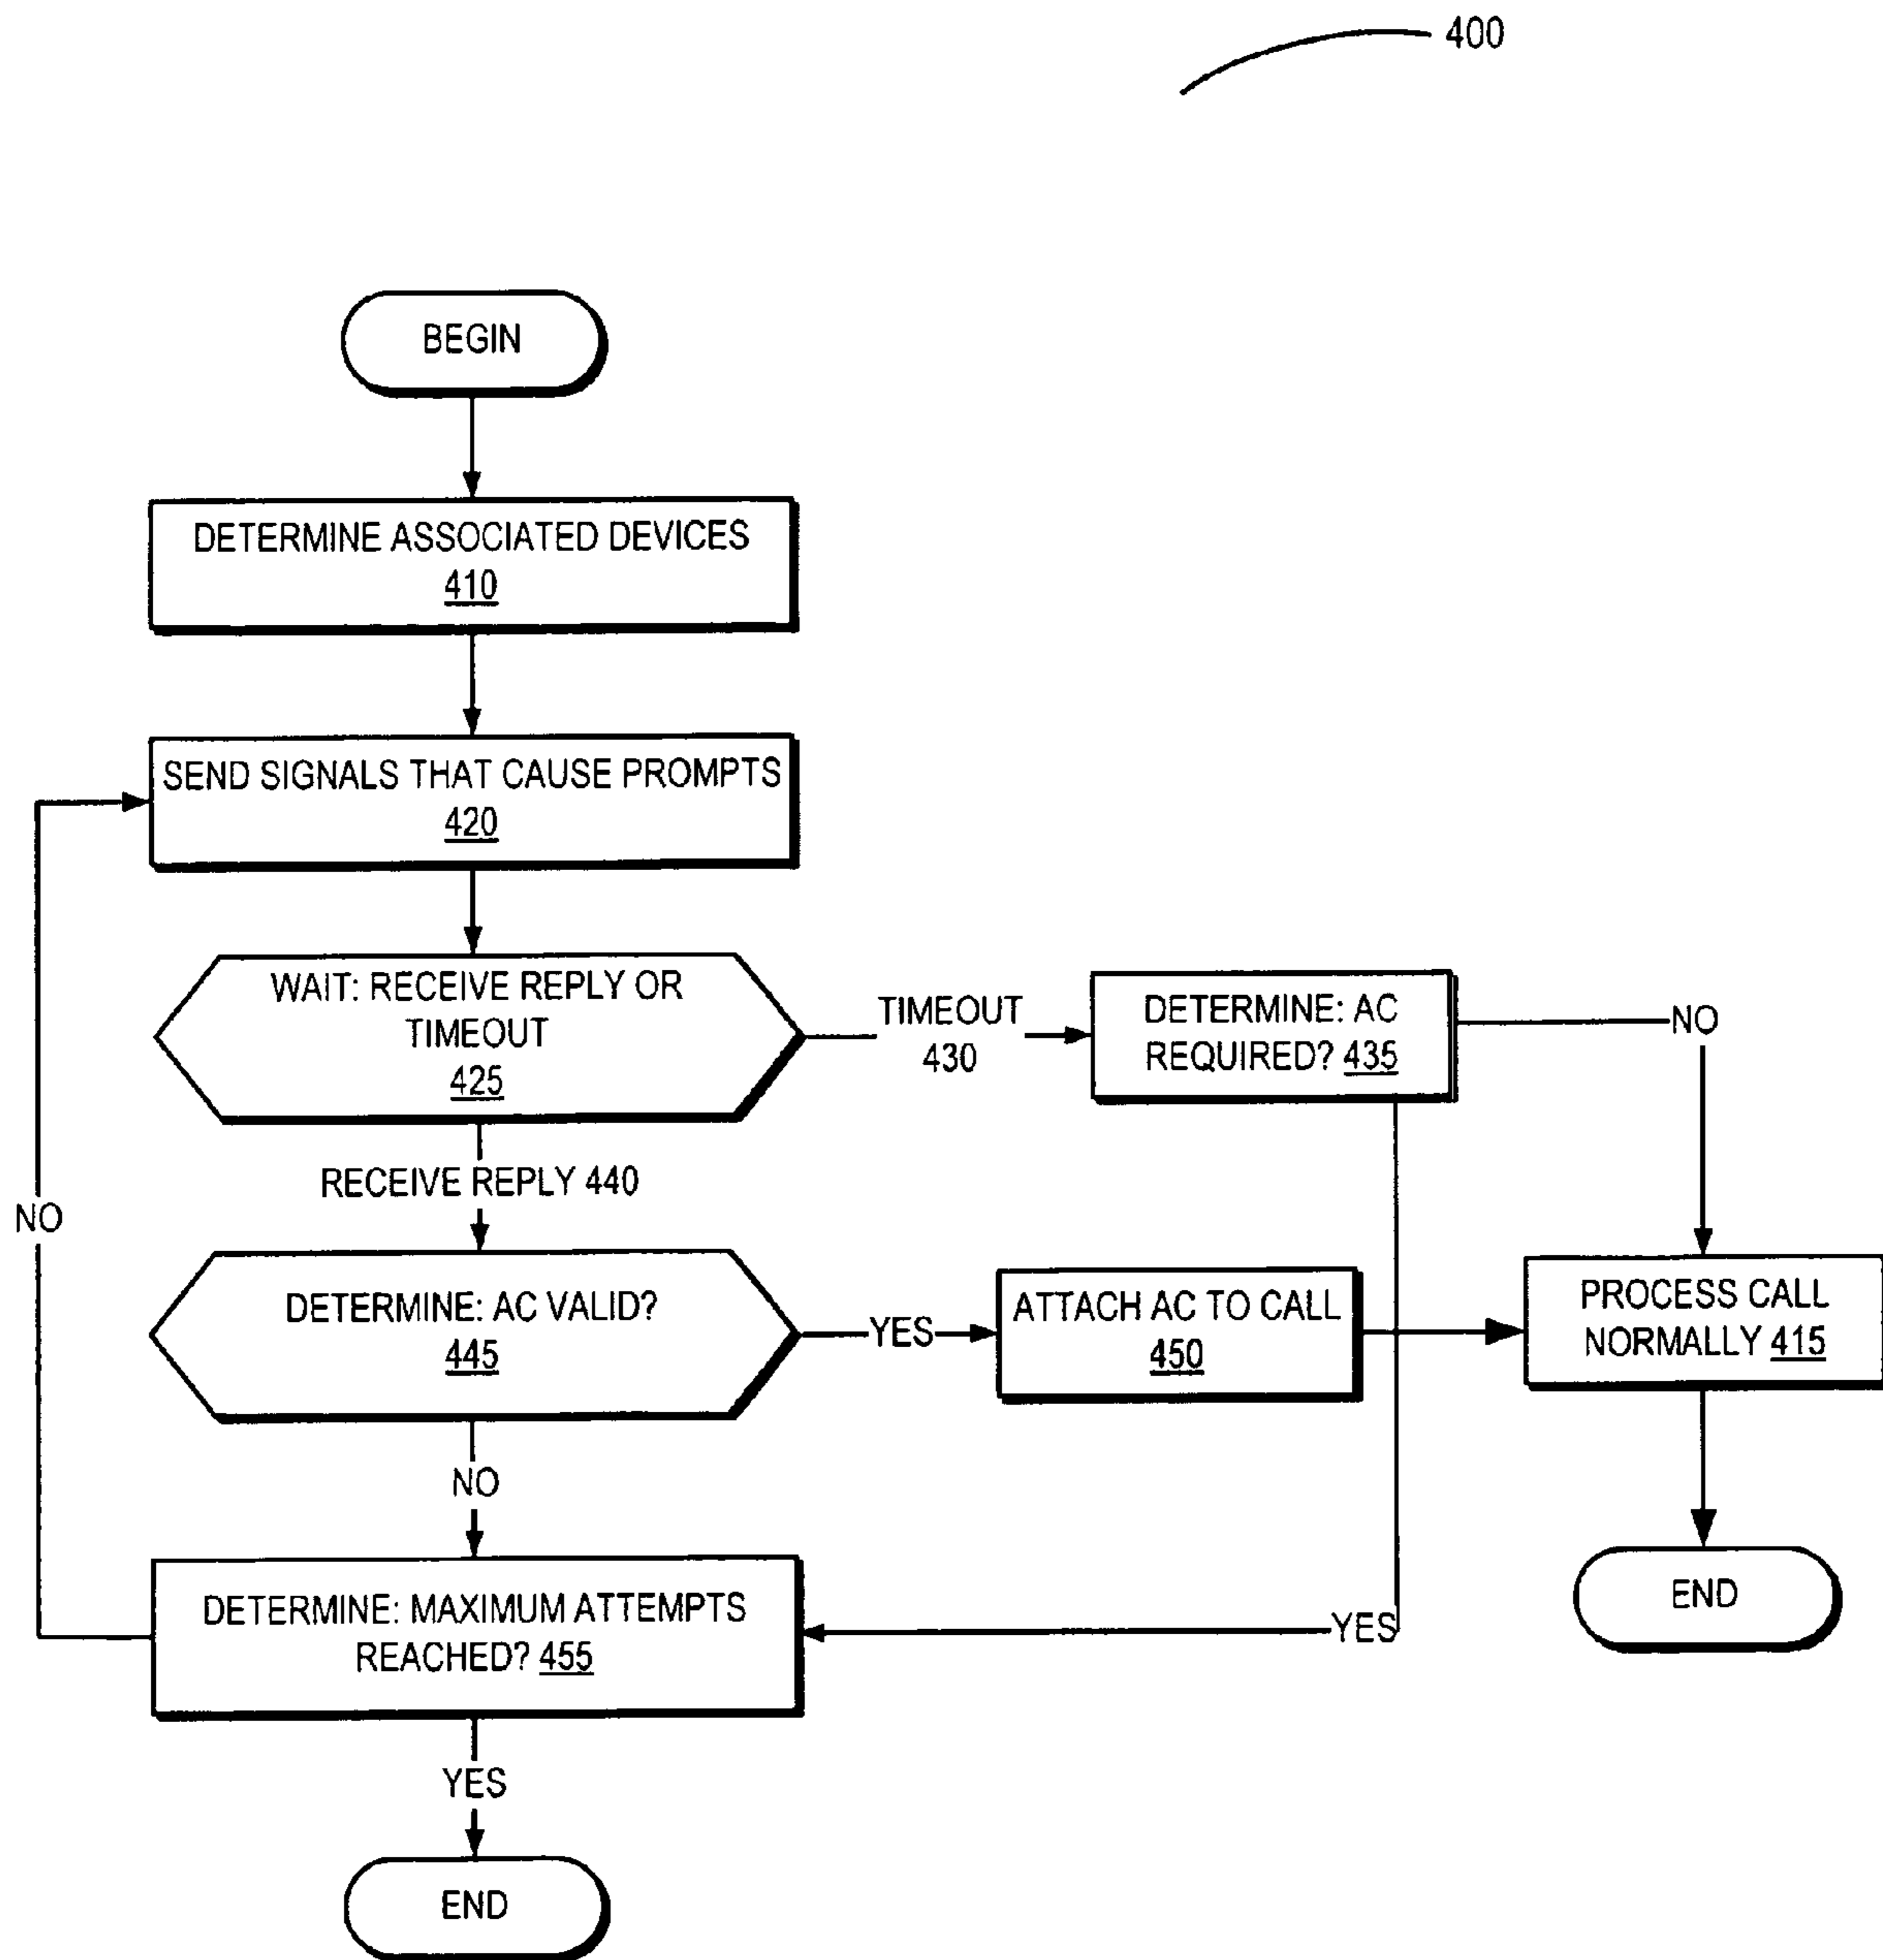 400
BEGIN
DETERMINE ASSOCIATED DEVICES
410
SEND SIGNALS THAT CAUSE PROMPTS
420
WAIT: RECEIVE REPLY OR
TIMEOUT
425
TIMEOUT
430
DETERMINE: AC
REQUIRED? 435
NO
RECEIVE REPLY 440
NO
DETERMINE: AC VALID?
445
YES
ATTACH AC TO CALL
450
PROCESS CALL
NORMALLY 415
NO
DETERMINE: MAXIMUM ATTEMPTS
REACHED? 455
YES
END
YES
END